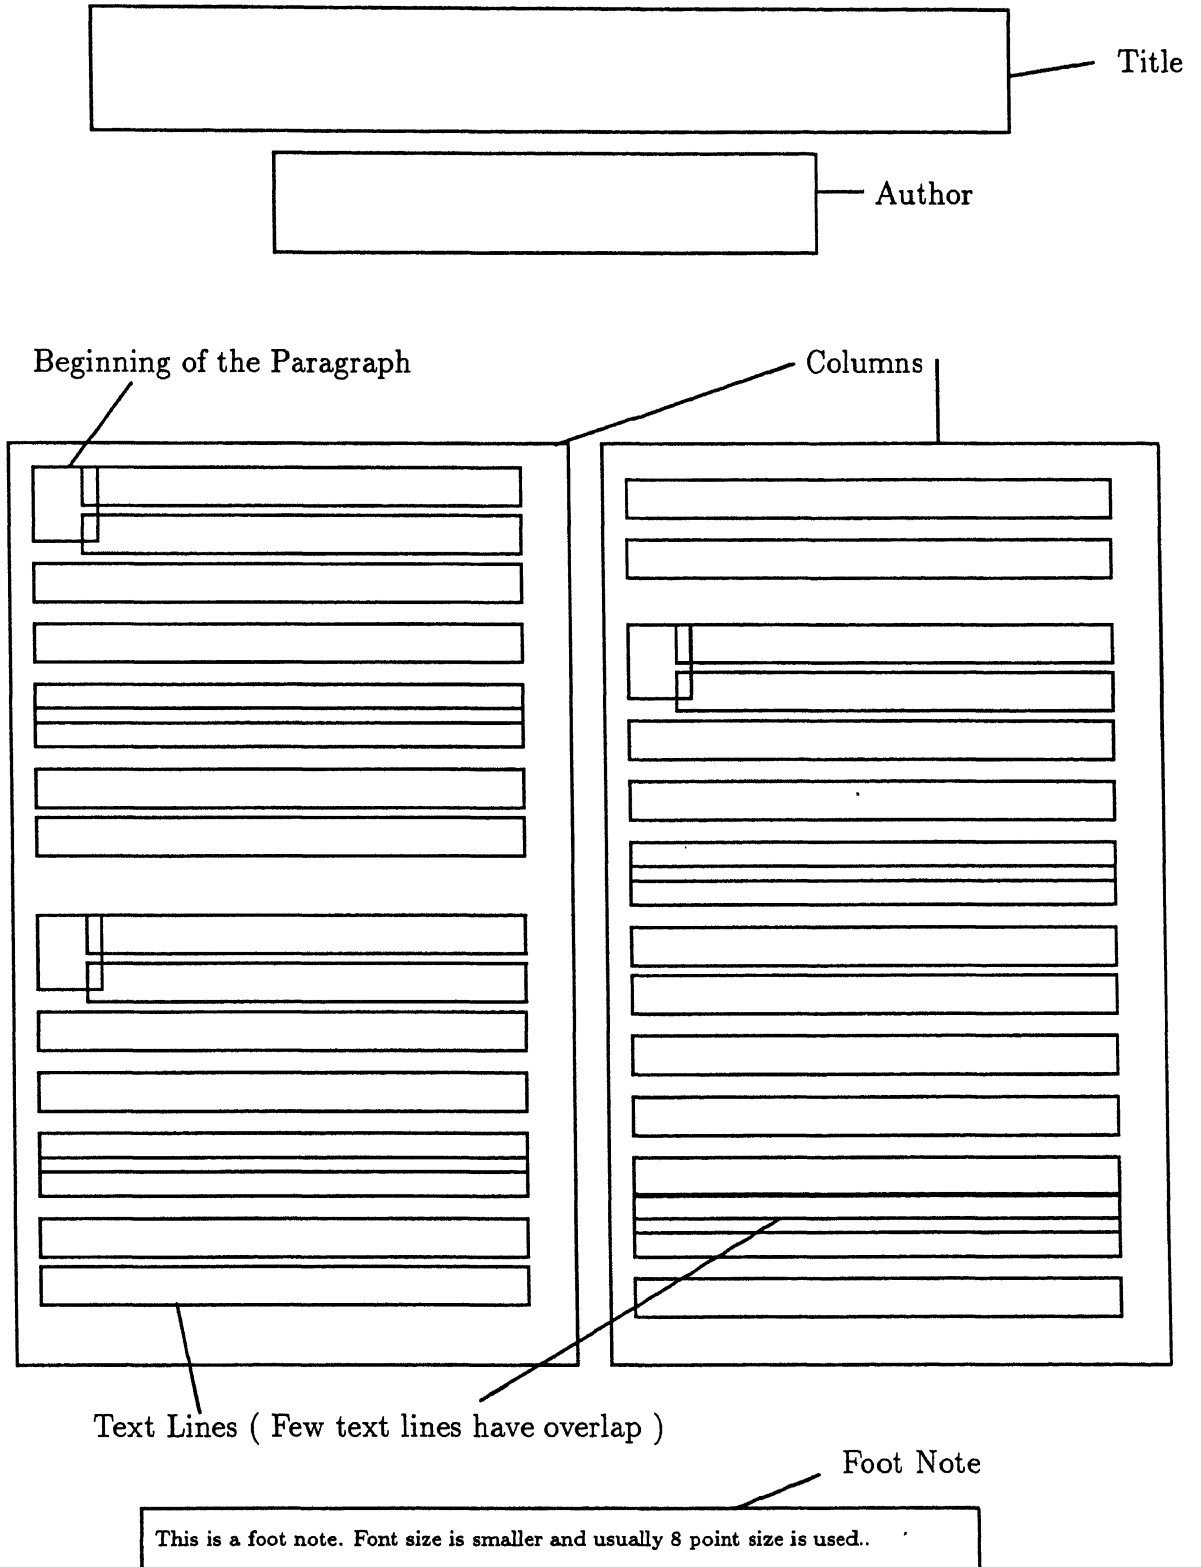 Title
Author
Beginning of the Paragraph
Columns
Text Lines ( Few text lines have overlap )
Foot Note
This is a foot note. Font size is smaller and usually 8 point size is used..